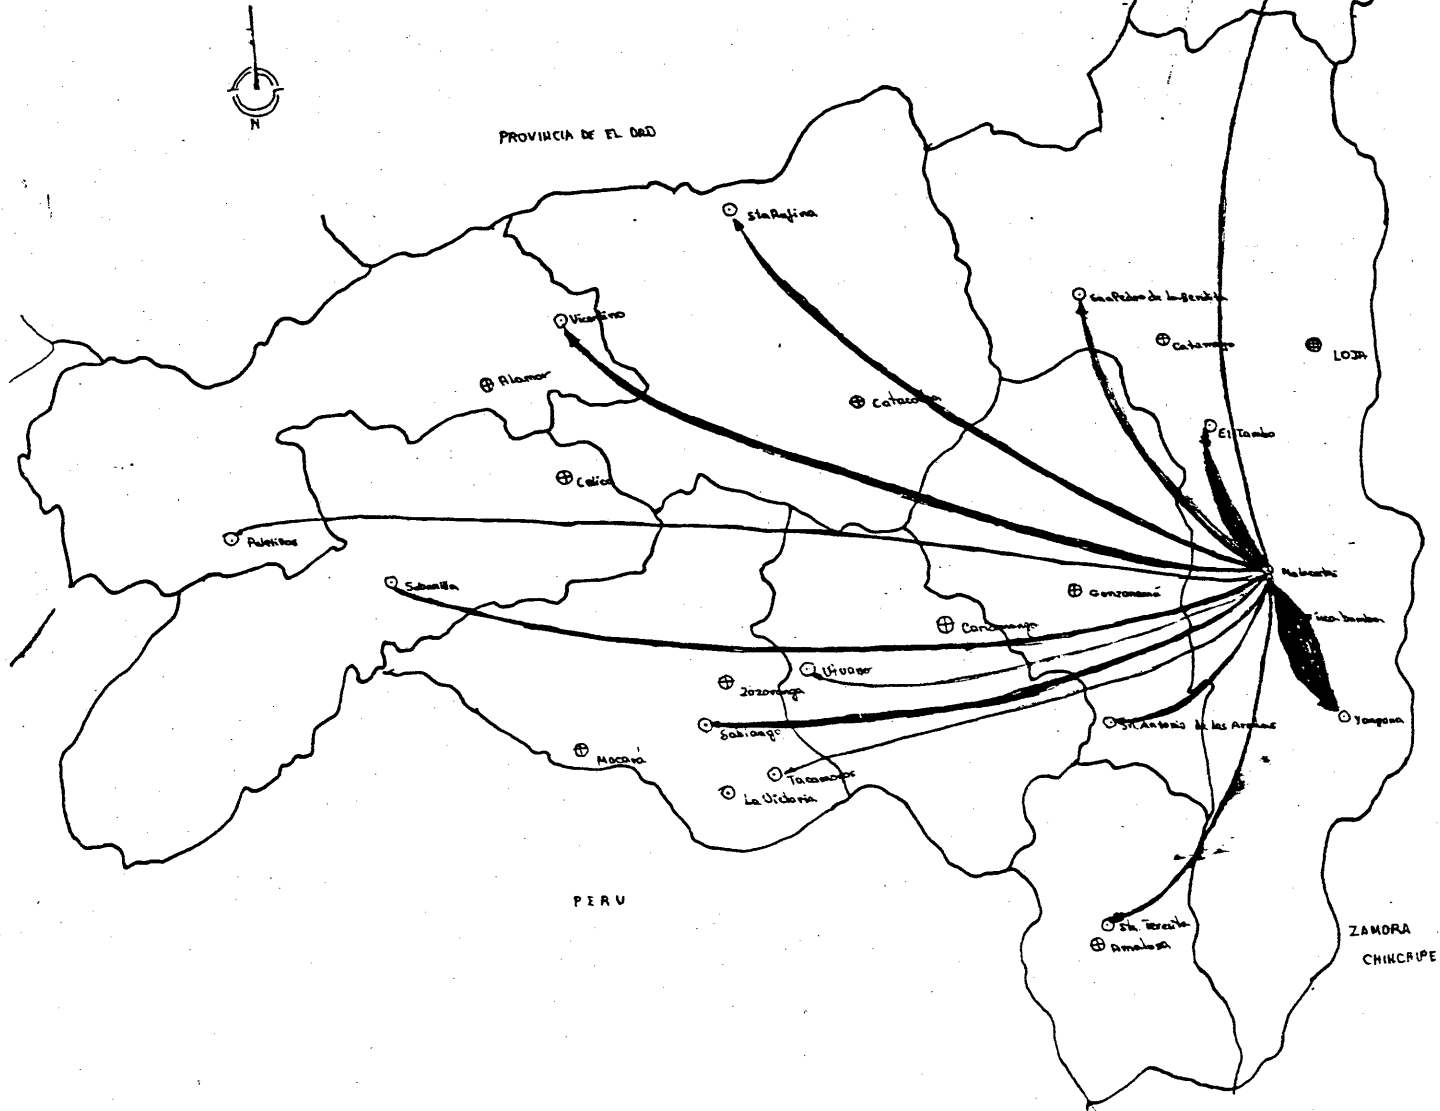 N
PROVINCIA DE EL ORO
Sta Rufina
San Pedro de la Bendita
Vicentino
Catamayo
LOJA
Alamor
Catacocha
El Tambo
Celica
Paletillas
Malacatos
Sabanilla
Gonzanamá
Cariamanga
Utuana
Zozoranga
Yangana
Sabiango
Sn. Antonio de las Aradas
Macará
Tacamoros
La Victoria
PERU
Sta. Teresita
Amaluza
ZAMORA
CHINCHIPE